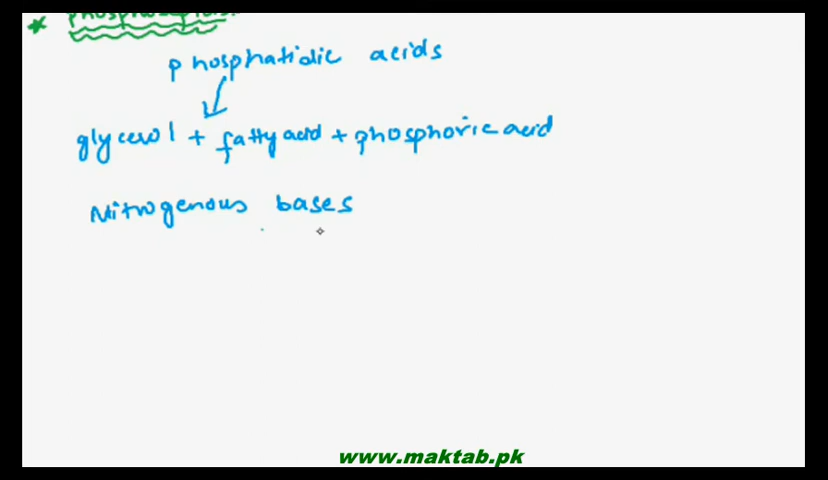 phosphatidic acids
glycerol + fatty acid + phosphoric acid
Nitrogenous bases
www.maktab.pk